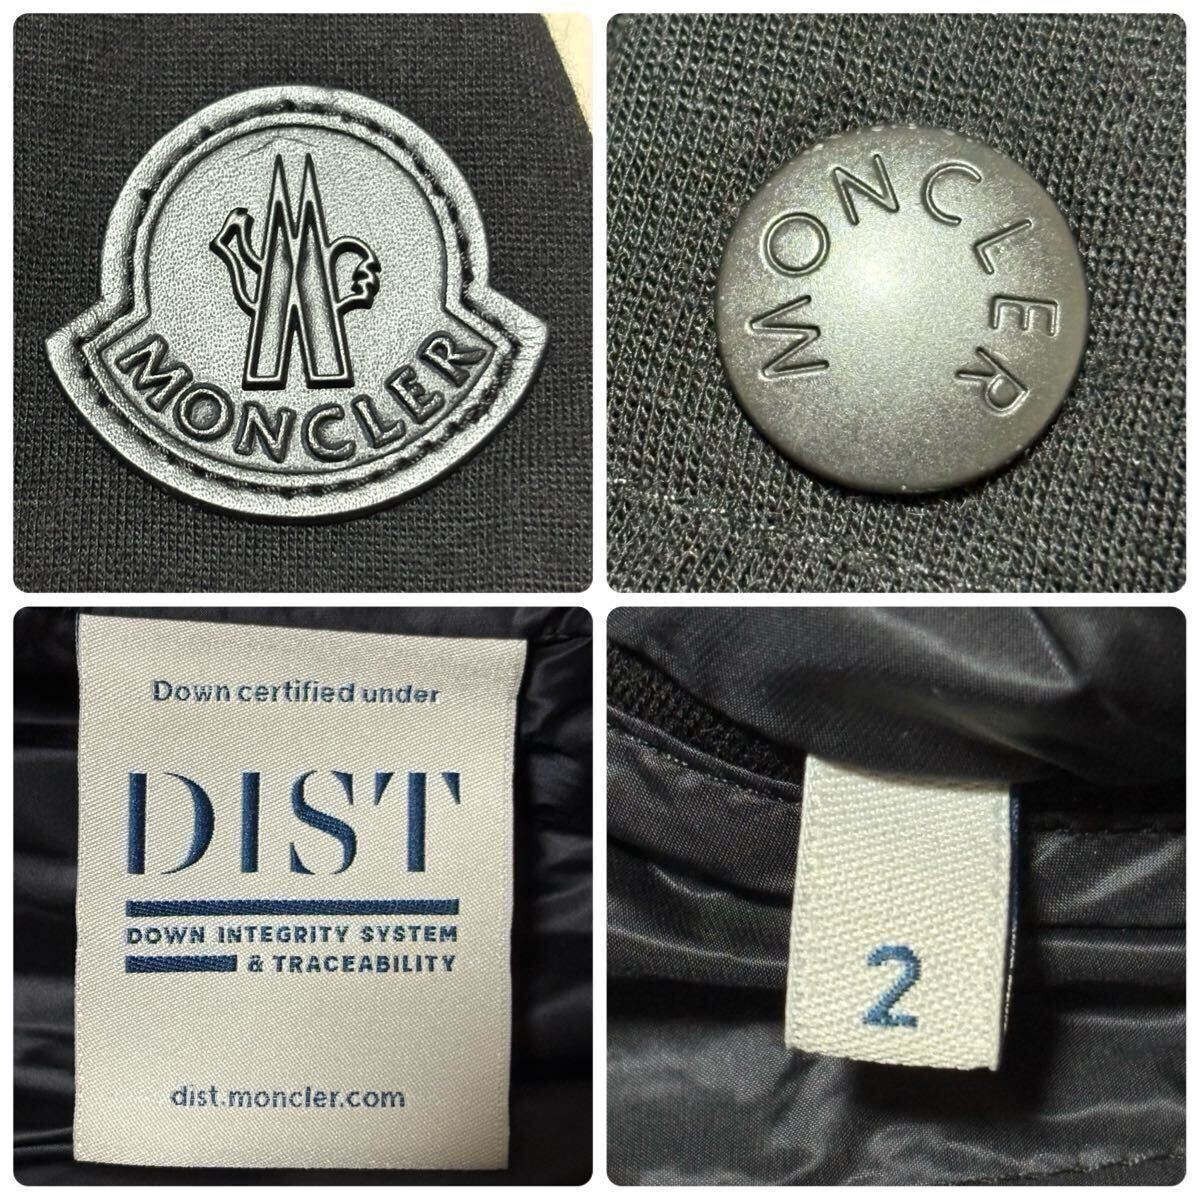 MONCLER
MONCLER
Down certified under
DIST
DOWN INTEGRITY SYSTEM
& TRACEABILITY
dist.moncler.com
2